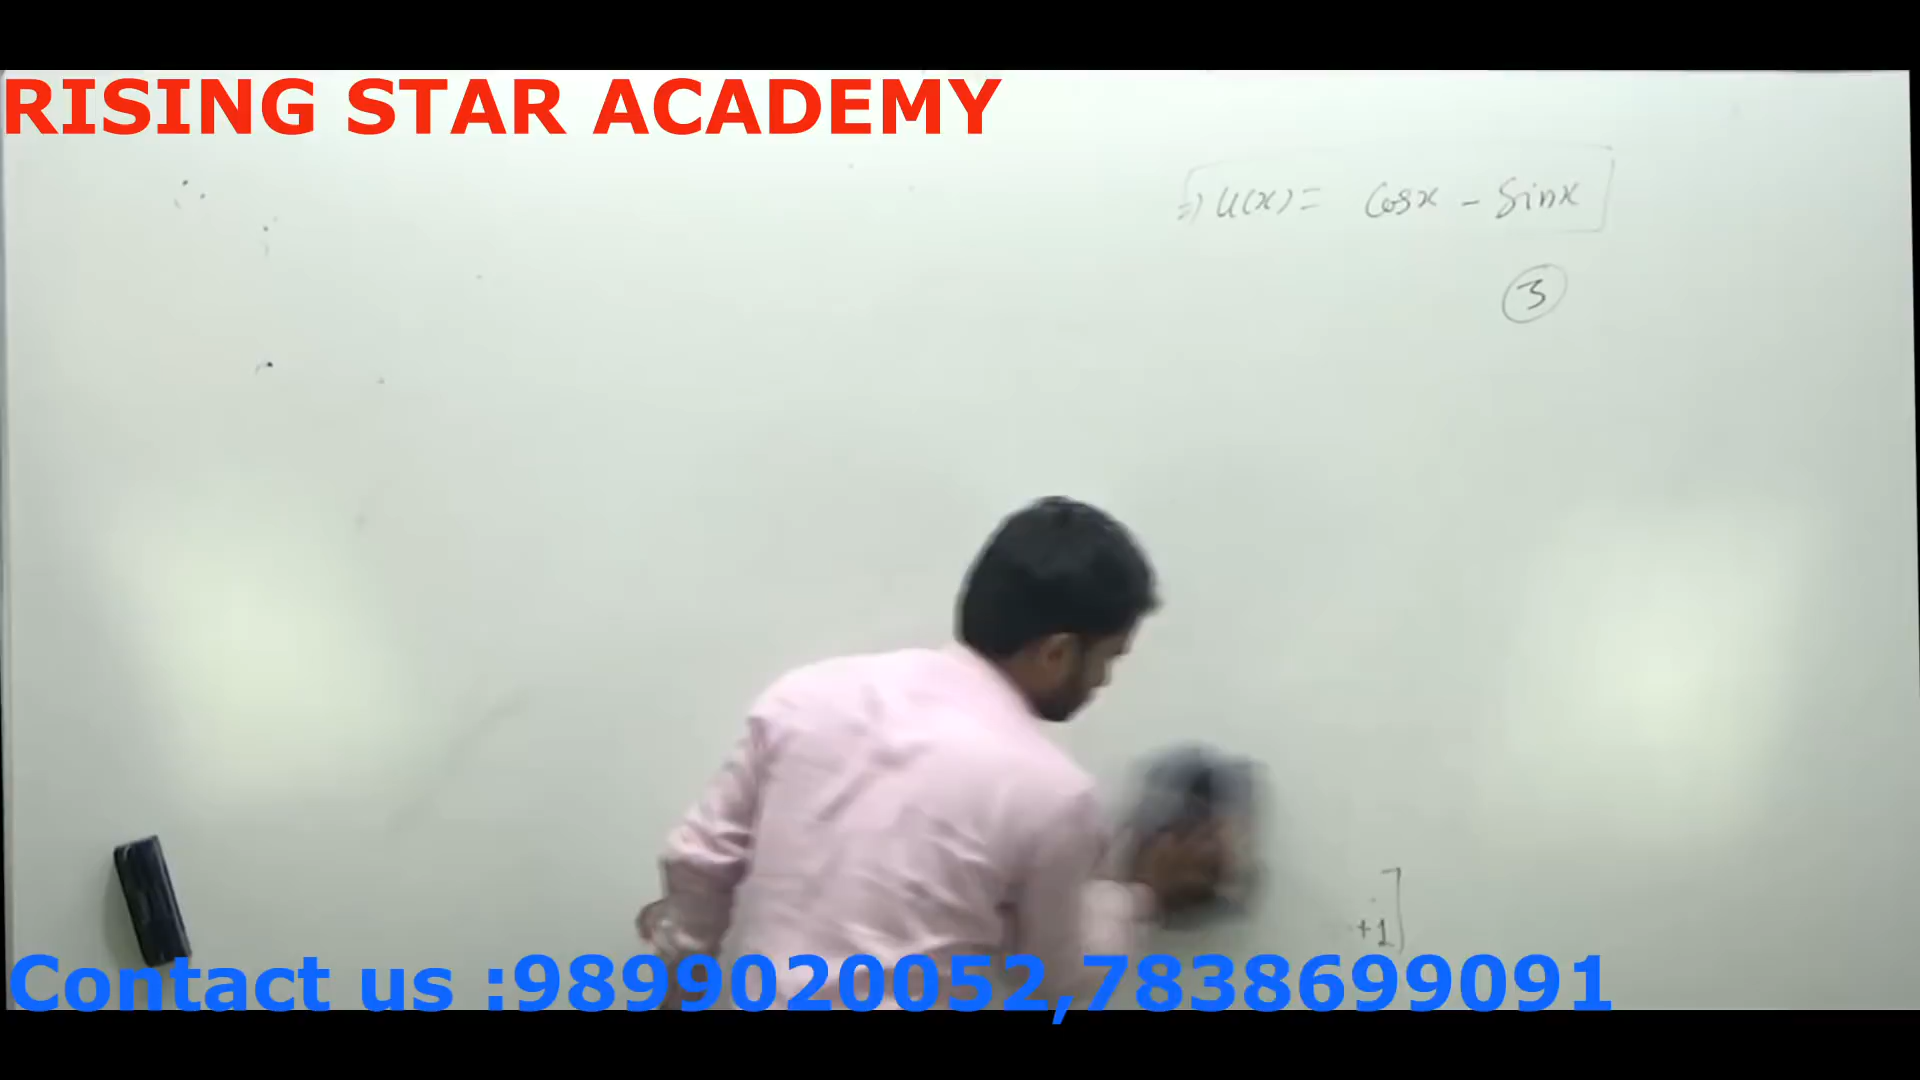 RISING STAR ACADEMY
⇒ u(x) = Cosx - Sinx
3
+1]
Contact us :9899020052,7838699091